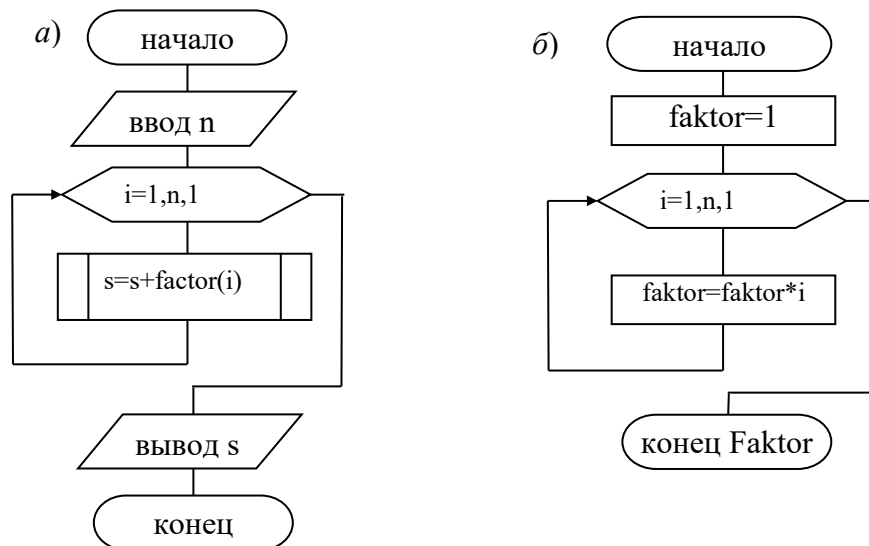 а)
начало
ввод n
i=1,n,1
s=s+factor(i)
вывод s
конец
б)
начало
faktor=1
i=1,n,1
faktor=faktor*i
конец Faktor